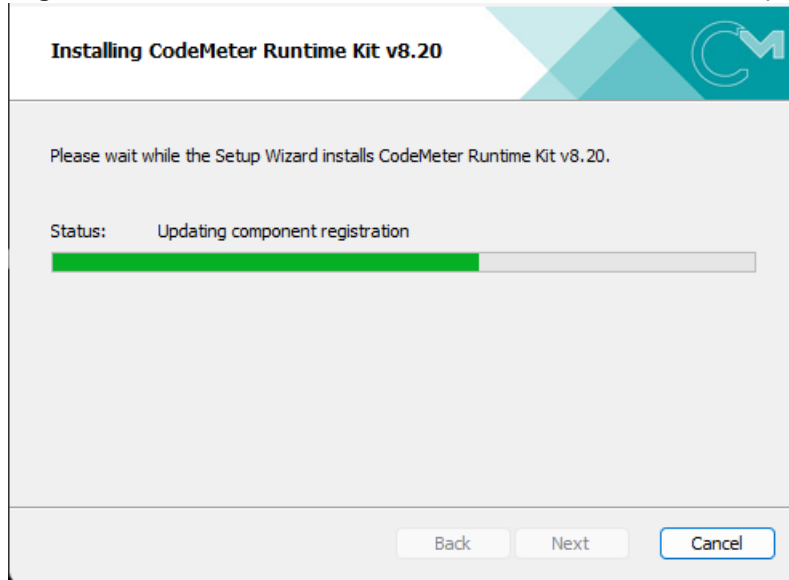 Installing CodeMeter Runtime Kit v8.20
CM
Please wait while the Setup Wizard installs CodeMeter Runtime Kit v8.20.
Status: Updating component registration
Back Next Cancel